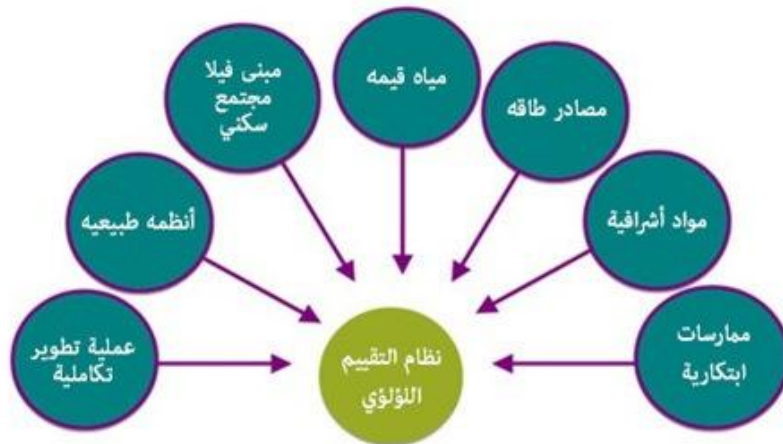 مياه قيمه
مبنى فيلا
مجتمع
سكني
مصادر طاقه
أنظمه طبيعيه
مواد أشرافية
عملية تطوير
تكاملية
ممارسات
ابتكارية
نظام التقييم
اللؤلؤي